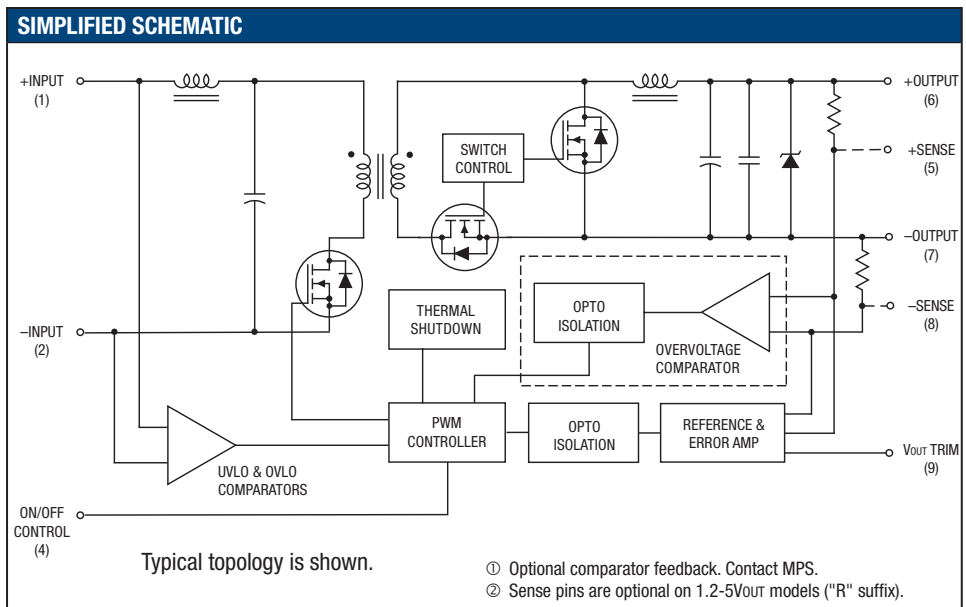 SIMPLIFIED SCHEMATIC
+INPUT
(1)
+OUTPUT
(6)
+SENSE
(5)
SWITCH
CONTROL
–OUTPUT
(7)
–INPUT
(2)
THERMAL
SHUTDOWN
OPTO
ISOLATION
–SENSE
(8)
OVERVOLTAGE
COMPARATOR
PWM
CONTROLLER
OPTO
ISOLATION
REFERENCE &
ERROR AMP
UVLO & OVLO
COMPARATORS
VOUT TRIM
(9)
ON/OFF
CONTROL
(4)
Typical topology is shown.
① Optional comparator feedback. Contact MPS.
② Sense pins are optional on 1.2-5VOUT models ("R" suffix).